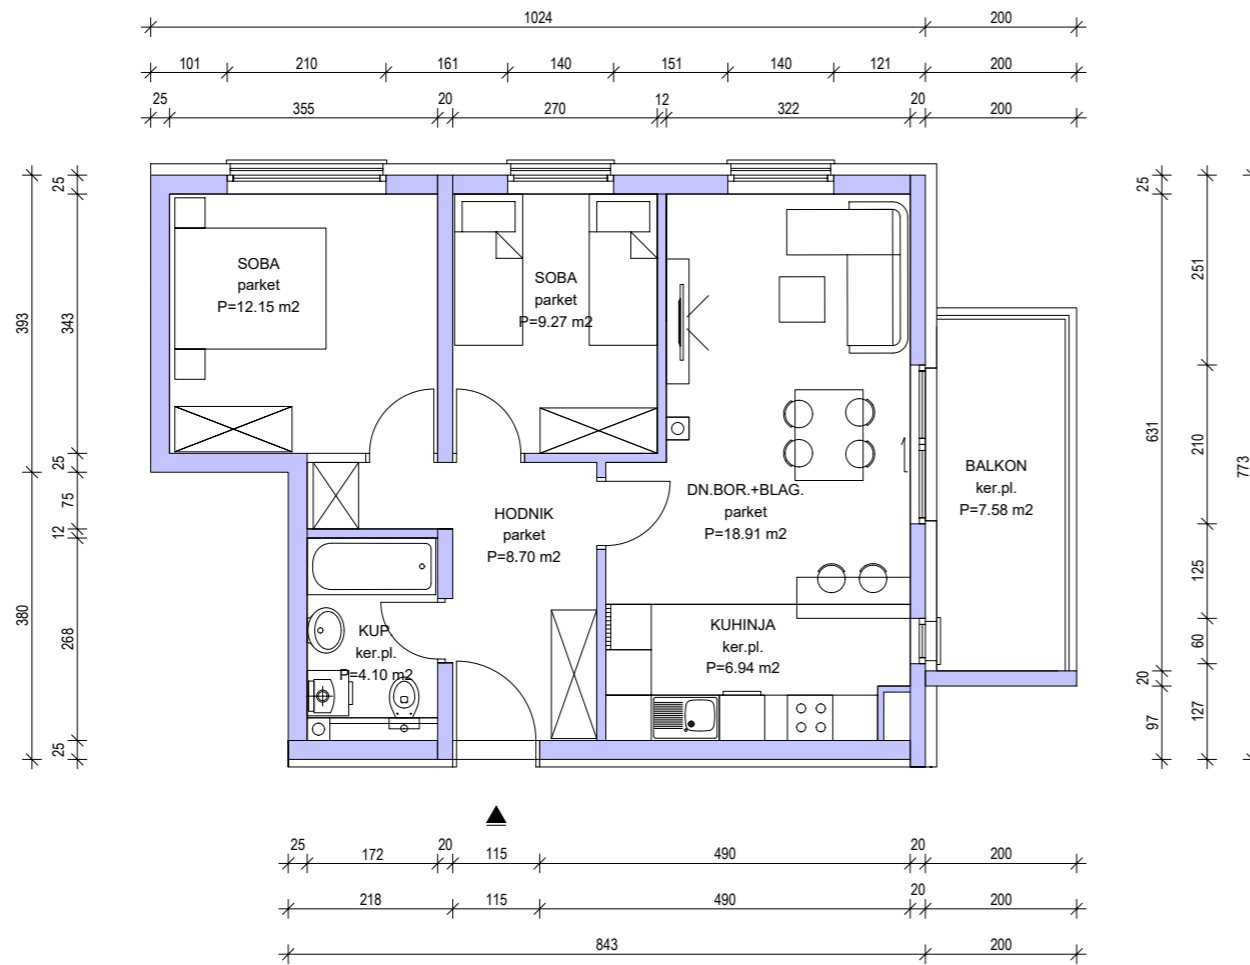 1024 200
101 210 161 140 151 140 121 200
25 355 20 270 12 322 20 200
393 380
25 343 25 75 12 268 25
SOBA
parket
P=12.15 m2
SOBA
parket
P=9.27 m2
DN.BOR.+BLAG.
parket
P=18.91 m2
BALKON
ker.pl.
P=7.58 m2
HODNIK
parket
P=8.70 m2
KUP.
ker.pl.
P=4.10 m2
KUHINJA
ker.pl.
P=6.94 m2
25 631 20 97
251 210 125 60 127
773
25 172 20 115 490 20 200
218 115 490 20 200
843 200